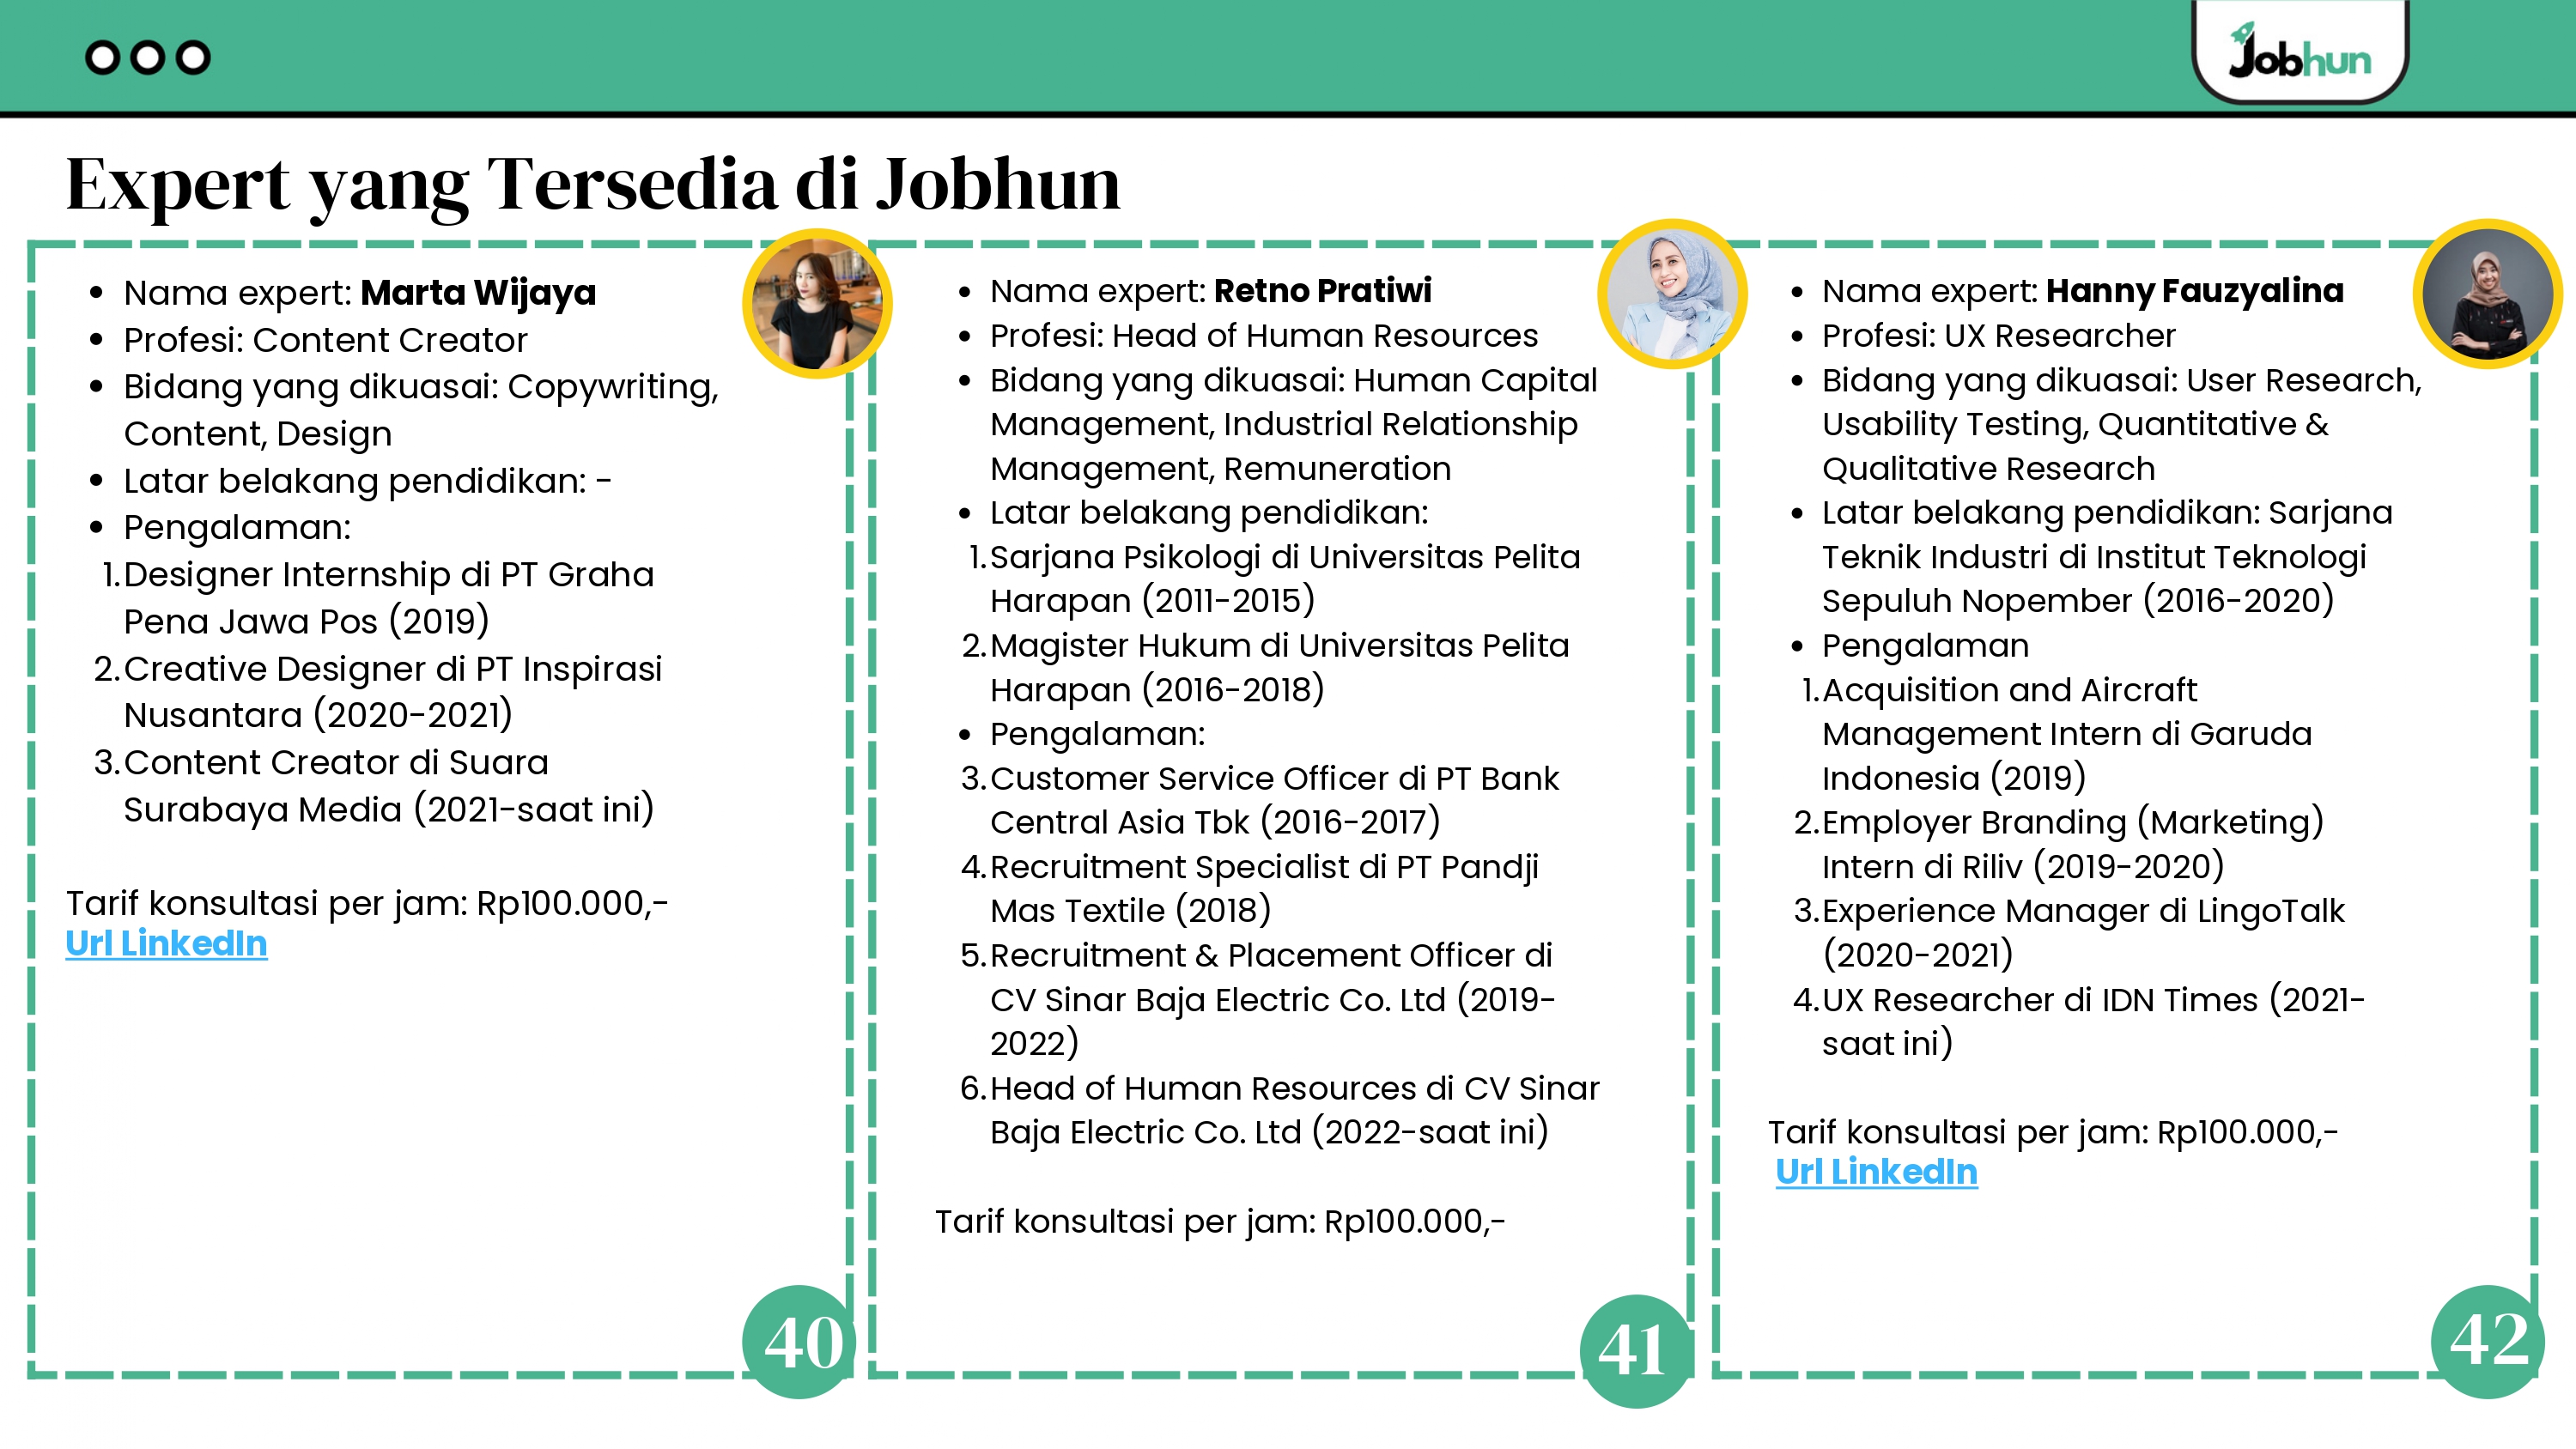 Jobhun
Expert yang Tersedia di Jobhun
• Nama expert: Marta Wijaya
• Profesi: Content Creator
• Bidang yang dikuasai: Copywriting,
Content, Design
• Latar belakang pendidikan: -
• Pengalaman:
1. Designer Internship di PT Graha
Pena Jawa Pos (2019)
2. Creative Designer di PT Inspirasi
Nusantara (2020-2021)
3. Content Creator di Suara
Surabaya Media (2021-saat ini)
Tarif konsultasi per jam: Rp100.000,-
Url LinkedIn
40
• Nama expert: Retno Pratiwi
• Profesi: Head of Human Resources
• Bidang yang dikuasai: Human Capital
Management, Industrial Relationship
Management, Remuneration
• Latar belakang pendidikan:
1. Sarjana Psikologi di Universitas Pelita
Harapan (2011-2015)
2. Magister Hukum di Universitas Pelita
Harapan (2016-2018)
• Pengalaman:
3. Customer Service Officer di PT Bank
Central Asia Tbk (2016-2017)
4. Recruitment Specialist di PT Pandji
Mas Textile (2018)
5. Recruitment & Placement Officer di
CV Sinar Baja Electric Co. Ltd (2019-
2022)
6. Head of Human Resources di CV Sinar
Baja Electric Co. Ltd (2022-saat ini)
Tarif konsultasi per jam: Rp100.000,-
41
• Nama expert: Hanny Fauzyalina
• Profesi: UX Researcher
• Bidang yang dikuasai: User Research,
Usability Testing, Quantitative &
Qualitative Research
• Latar belakang pendidikan: Sarjana
Teknik Industri di Institut Teknologi
Sepuluh Nopember (2016-2020)
• Pengalaman
1. Acquisition and Aircraft
Management Intern di Garuda
Indonesia (2019)
2. Employer Branding (Marketing)
Intern di Riliv (2019-2020)
3. Experience Manager di LingoTalk
(2020-2021)
4. UX Researcher di IDN Times (2021-
saat ini)
Tarif konsultasi per jam: Rp100.000,-
Url LinkedIn
42